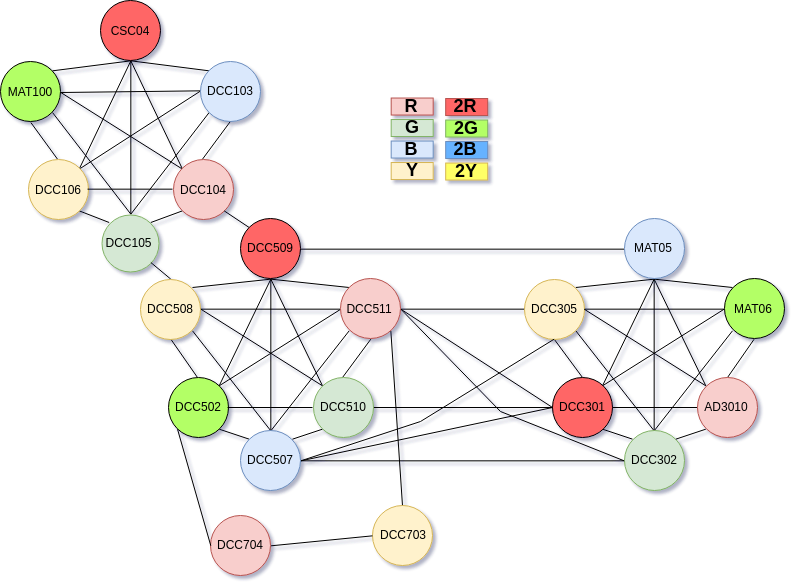 CSC04
MAT100
DCC103
R 2R
G 2G
B 2B
Y 2Y
DCC106
DCC104
DCC105
DCC509
MAT05
DCC508
DCC511
DCC305
MAT06
DCC502
DCC510
DCC301
AD3010
DCC507
DCC302
DCC704
DCC703